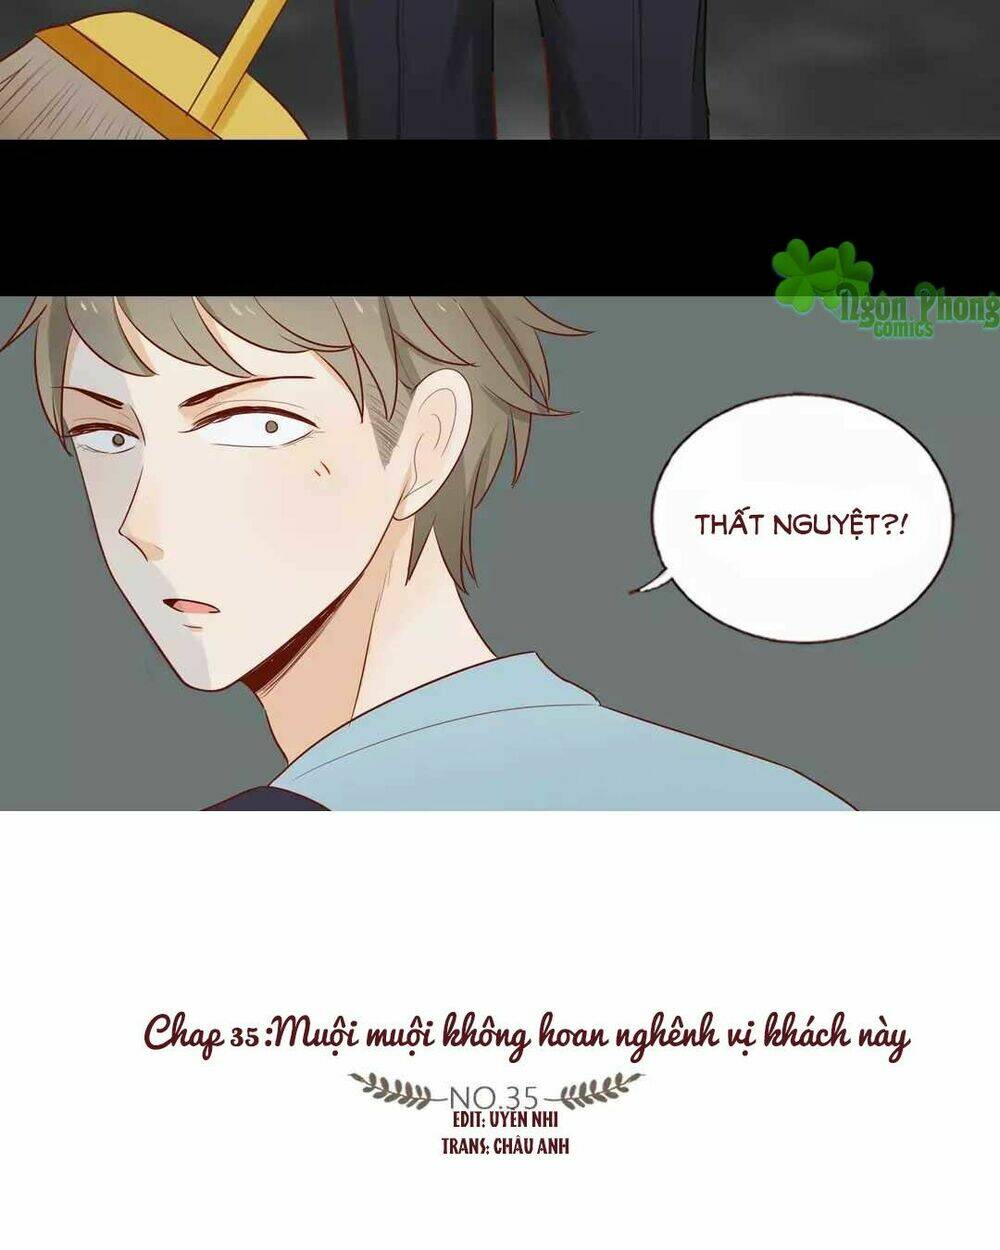 Ngôn Phong
comics
THẤT NGUYỆT?!
Chap 35:Muội muội không hoan nghênh vị khách này
NO.35
EDIT: UYỂN NHI
TRANS: CHÂU ANH